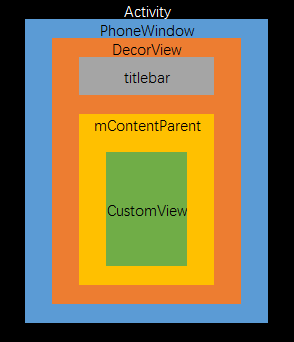 Activity
PhoneWindow
DecorView
titlebar
mContentParent
CustomView